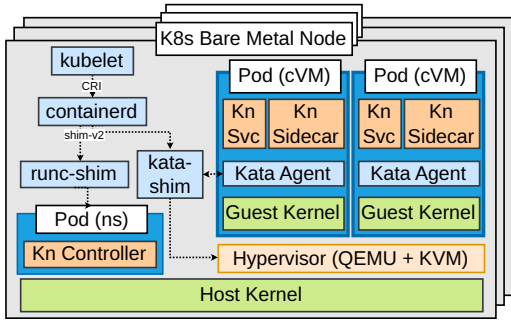 K8s Bare Metal Node
kubelet
CRI
containerd
shim-v2
runc-shim
kata-
shim
Pod (ns)
Kn Controller
Pod (cVM)
Kn
Svc
Kn
Sidecar
Kata Agent
Guest Kernel
Pod (cVM)
Kn
Svc
Kn
Sidecar
Kata Agent
Guest Kernel
Hypervisor (QEMU + KVM)
Host Kernel